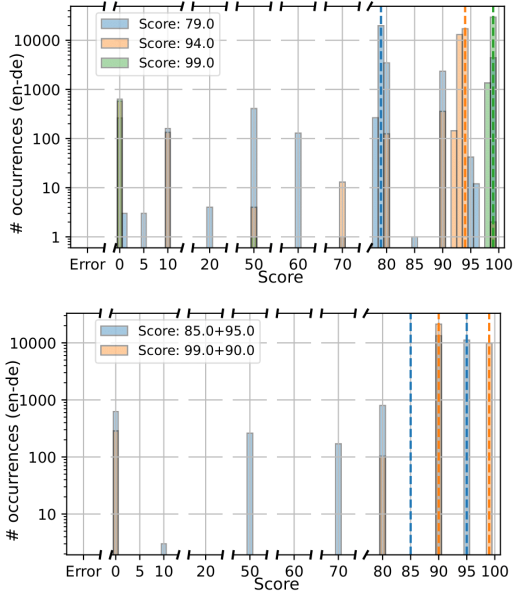 # occurrences (en-de)
10000
1000
100
10
1
Score: 79.0
Score: 94.0
Score: 99.0
Error 0 5 10 20 50 60 70 80 85 90 95 100
Score
# occurrences (en-de)
10000
1000
100
10
Score: 85.0+95.0
Score: 99.0+90.0
Error 0 5 10 20 50 60 70 80 85 90 95 100
Score